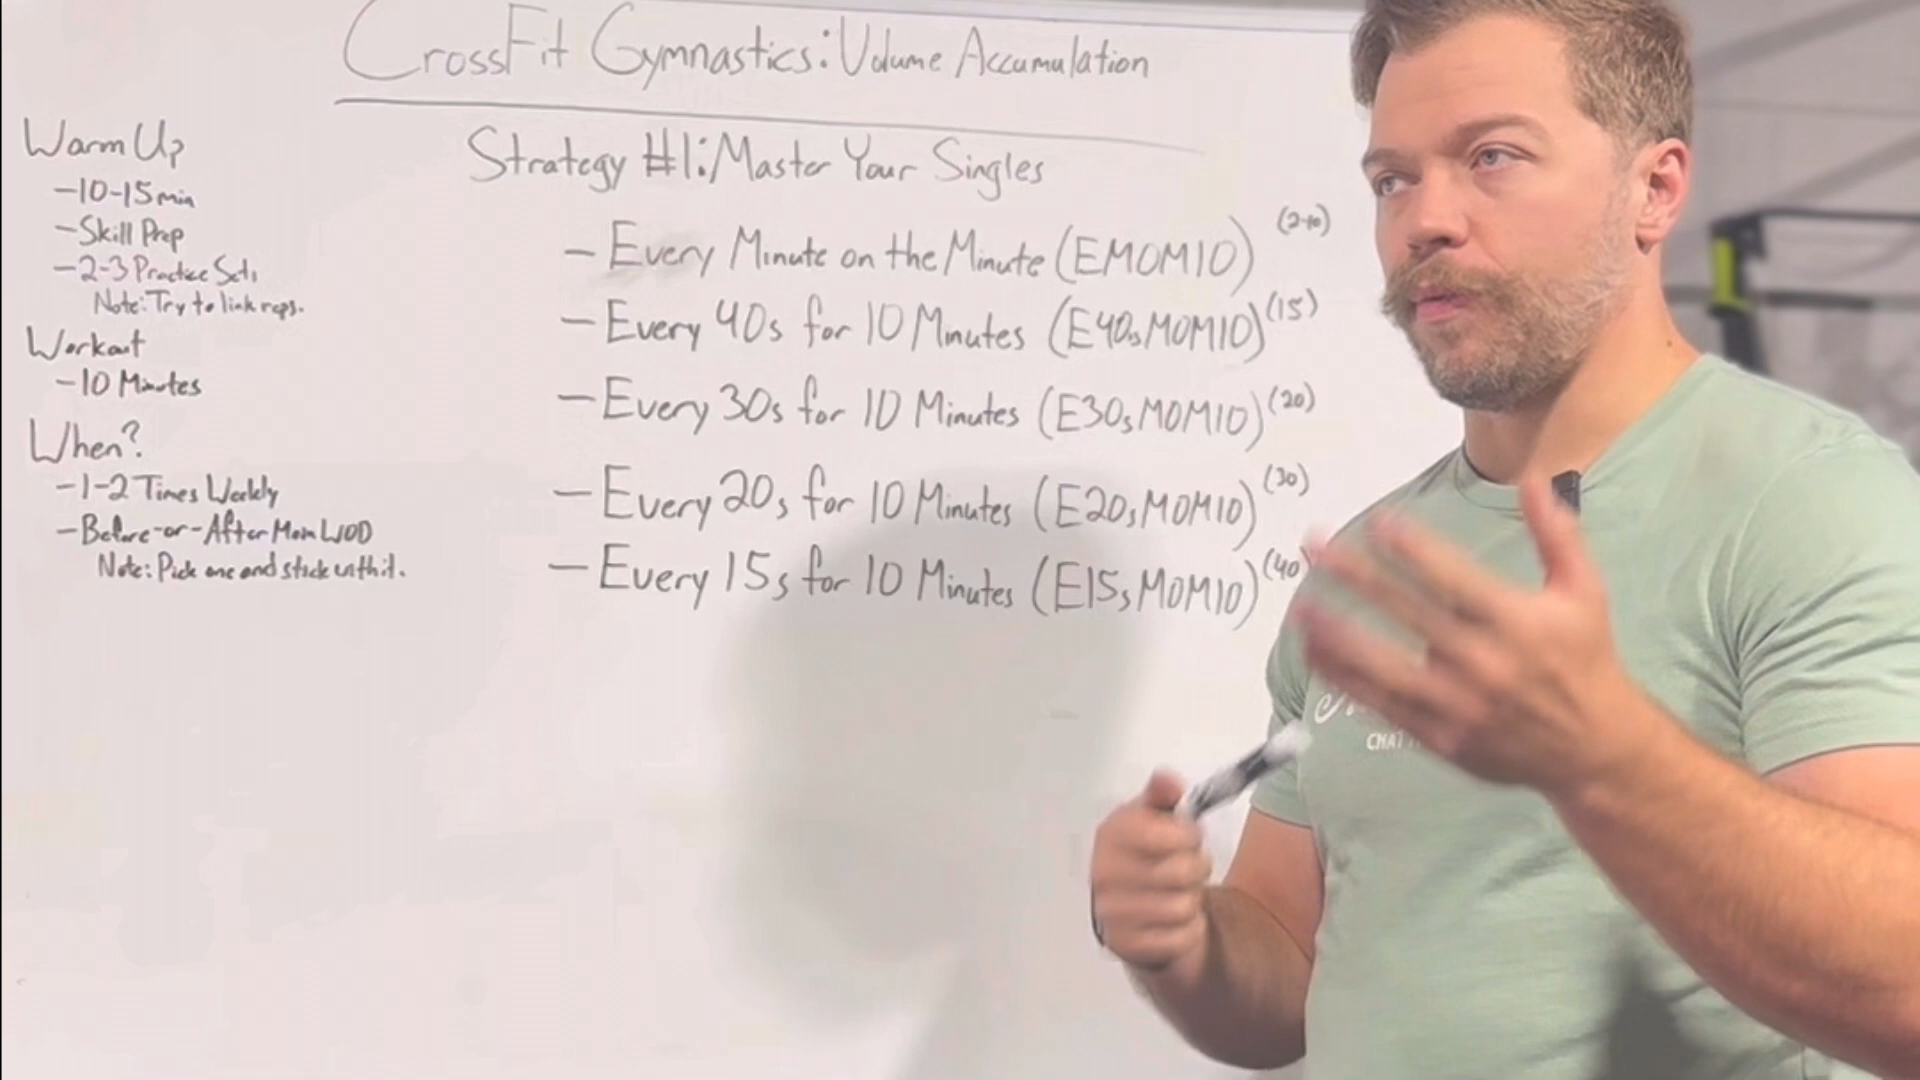 CrossFit Gymnastics: Volume Accumulation
Warm Up
-10-15 min
-Skill Prep
-2-3 Practice Sets
Note: Try to link reps.
Workout
-10 Minutes
When?
-1-2 Times Weekly
-Before-or-After Main WOD
Note: Pick one and stick with it.
Strategy #1: Master Your Singles
- Every Minute on the Minute (EMOM10) (2-10)
- Every 40s for 10 Minutes (E40sMOM10) (15)
- Every 30s for 10 Minutes (E30sMOM10) (20)
- Every 20s for 10 Minutes (E20sMOM10) (30)
- Every 15s for 10 Minutes (E15sMOM10) (40)